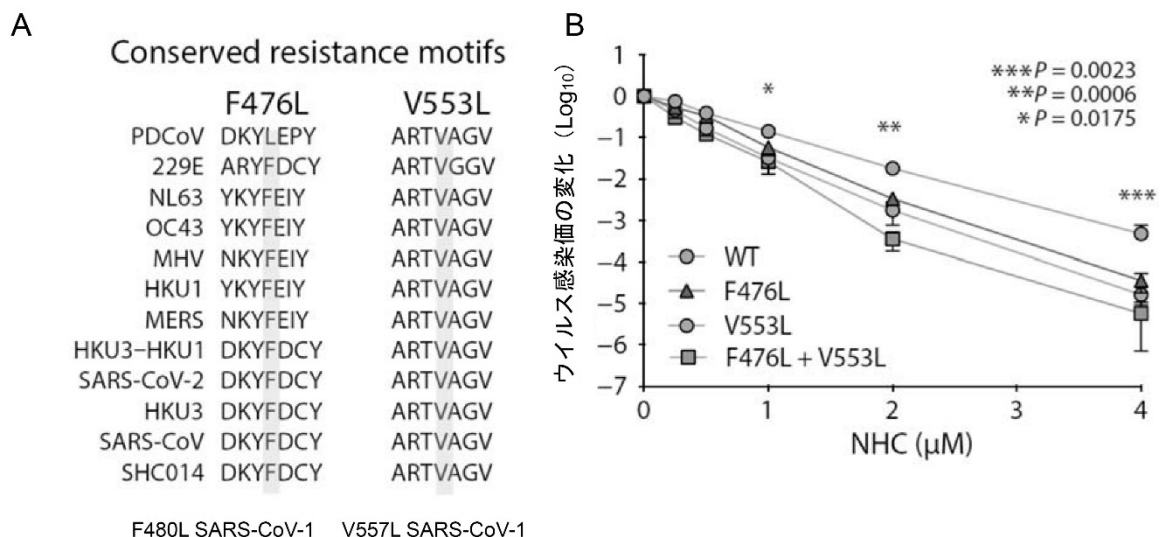 A
Conserved resistance motifs
F476L V553L
PDCoV DKYLEPY ARTVAGV
229E ARYFDCY ARTVGGV
NL63 YKYFEIY ARTVAGV
OC43 YKYFEIY ARTVAGV
MHV NKYFEIY ARTVAGV
HKU1 YKYFEIY ARTVAGV
MERS NKYFEIY ARTVAGV
HKU3−HKU1 DKYFDCY ARTVAGV
SARS-CoV-2 DKYFDCY ARTVAGV
HKU3 DKYFDCY ARTVAGV
SARS-CoV DKYFDCY ARTVAGV
SHC014 DKYFDCY ARTVAGV
F480L SARS-CoV-1 V557L SARS-CoV-1
B
ウイルス感染価の変化 (Log₁₀)
1
0
−1
−2
−3
−4
−5
−6
−7
***P = 0.0023
**P = 0.0006
*P = 0.0175
*
**
***
WT
F476L
V553L
F476L + V553L
0 1 2 3 4
NHC (μM)